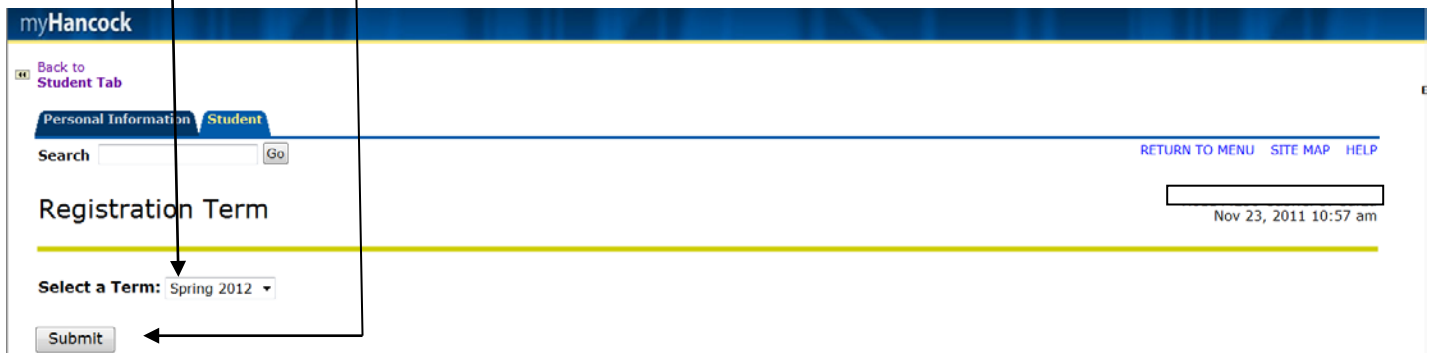 myHancock
Back to
Student Tab
Personal Information Student
Search Go
RETURN TO MENU SITE MAP HELP
Registration Term
Nov 23, 2011 10:57 am
Select a Term: Spring 2012
Submit